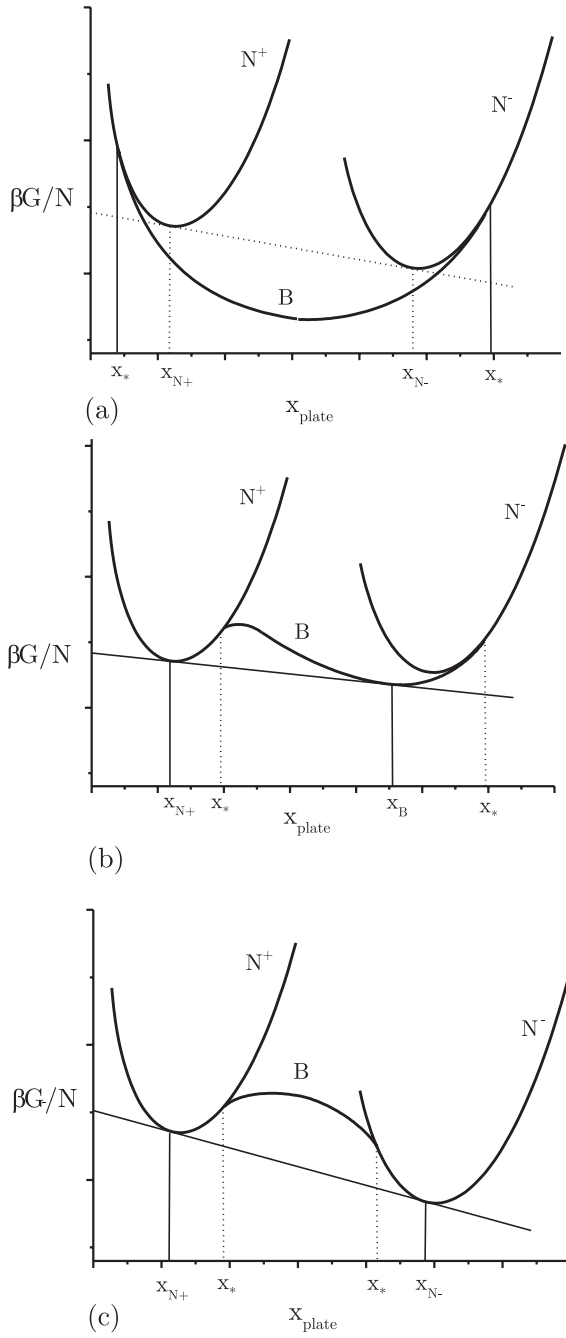 N⁺
N⁻
βG/N
B
x* xN+ xN- x*
xplate
(a)
N⁺
N⁻
B
βG/N
xN+ x* xB x*
xplate
(b)
N⁺
N⁻
B
βG/N
xN+ x* x* xN-
xplate
(c)